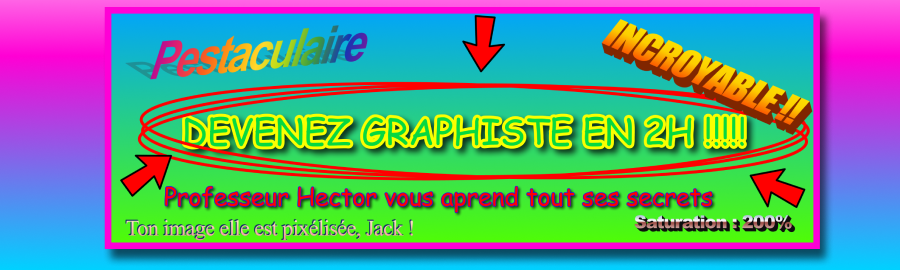 Pestaculaire
INCROYABLE !!
DEVENEZ GRAPHISTE EN 2H !!!!!
Professeur Hector vous aprend tout ses secrets
Ton image elle est pixélisée, Jack !
Saturation : 200%